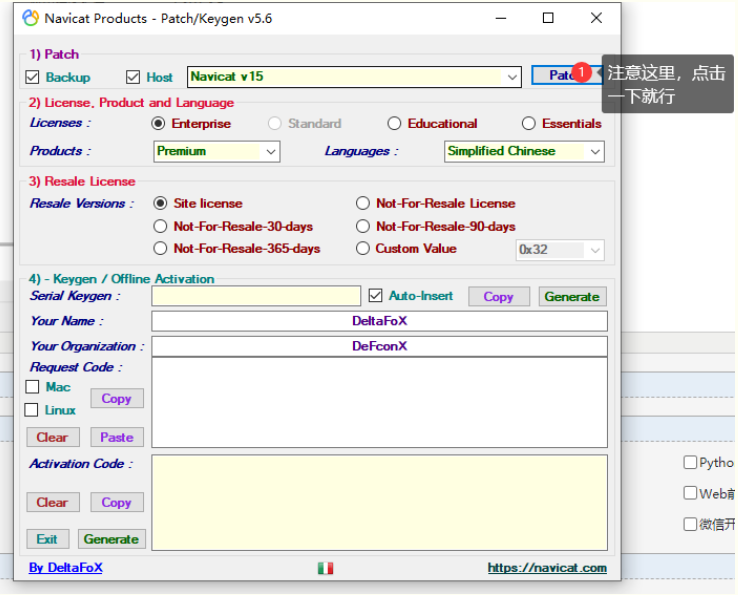 Navicat Products - Patch/Keygen v5.6
1) Patch
Backup
Host
Navicat v15
1
注意这里，点击
一下就行
2) License, Product and Language
Licenses :
Enterprise
Standard
Educational
Essentials
Products :
Premium
Languages :
Simplified Chinese
3) Resale License
Resale Versions :
Site license
Not-For-Resale License
Not-For-Resale-30-days
Not-For-Resale-90-days
Not-For-Resale-365-days
Custom Value
0x32
4) - Keygen / Offline Activation
Serial Keygen :
Auto-Insert
Copy
Generate
Your Name :
DeltaFoX
Your Organization :
DeFconX
Request Code :
Mac
Linux
Copy
Clear
Paste
Activation Code :
Clear
Copy
Exit
Generate
By DeltaFoX
https://navicat.com
Pytho
Web前
微信开